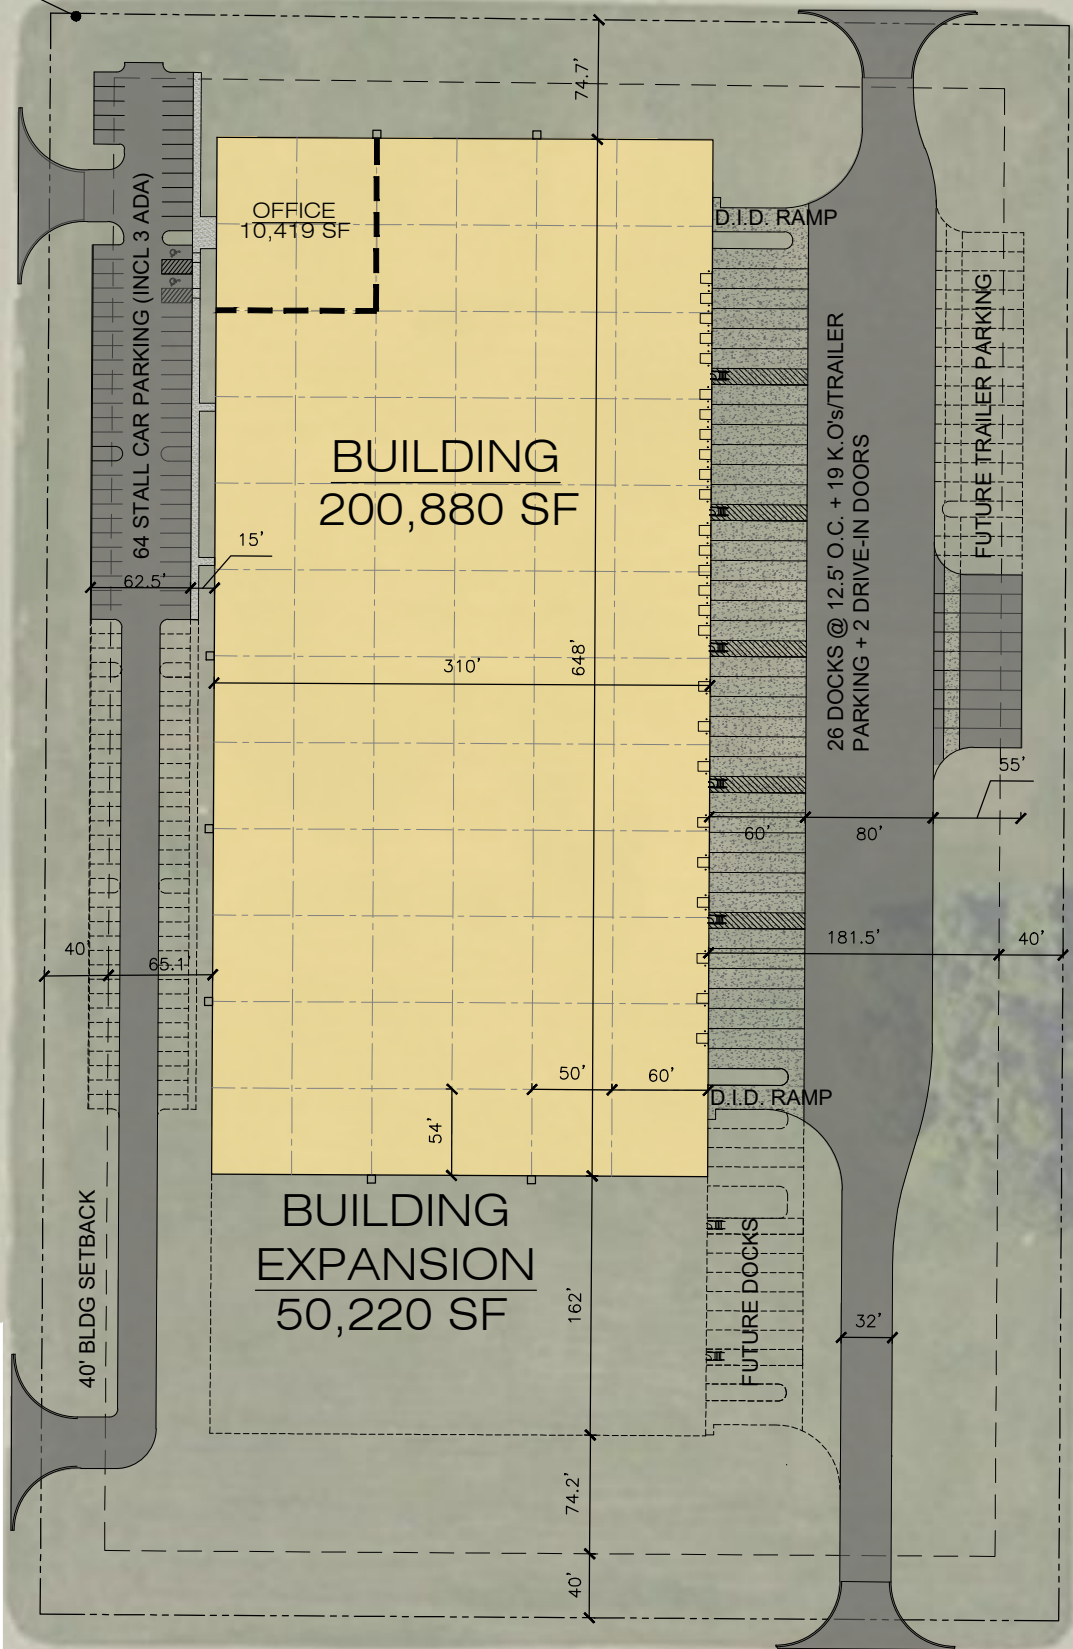 74.7'
D.I.D. RAMP
OFFICE
10,419 SF
64 STALL CAR PARKING (INCL 3 ADA)
FUTURE TRAILER PARKING
26 DOCKS @ 12.5' O.C. + 19 K.O's/TRAILER
PARKING + 2 DRIVE-IN DOORS
BUILDING
200,880 SF
15'
62.5'
310'
648'
55'
60'
80'
181.5'
40'
40'
65.1'
50'
60'
D.I.D. RAMP
54'
40' BLDG SETBACK
BUILDING
EXPANSION
50,220 SF
162'
FUTURE DOCKS
32'
74.2'
40'